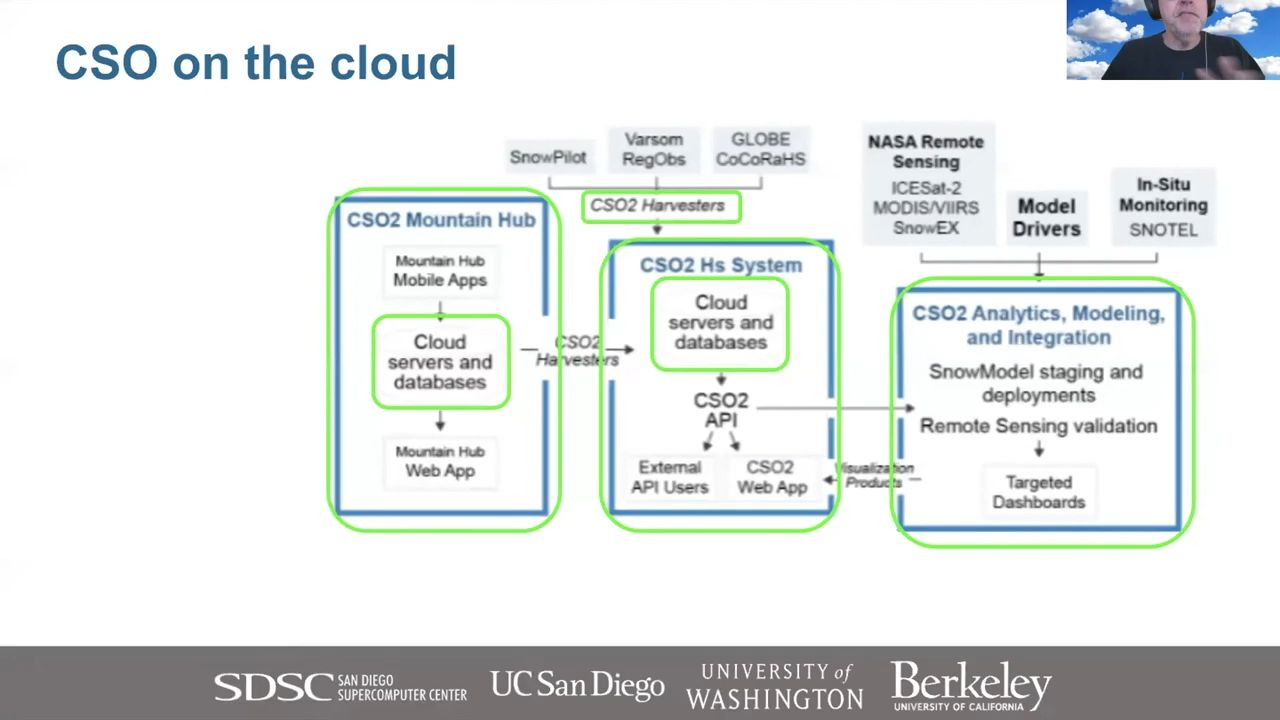 CSO on the cloud
SnowPilot
Varsom
RegObs
GLOBE
CoCoRaHS
CSO2 Harvesters
NASA Remote
Sensing
ICESat-2
MODIS/VIIRS
SnowEX
Model
Drivers
In-Situ
Monitoring
SNOTEL
CSO2 Mountain Hub
Mountain Hub
Mobile Apps
Cloud
servers and
databases
Mountain Hub
Web App
CSO2
Harvesters
CSO2 Hs System
Cloud
servers and
databases
CSO2
API
External
API Users
CSO2
Web App
Visualization
Products
CSO2 Analytics, Modeling,
and Integration
SnowModel staging and
deployments
Remote Sensing validation
Targeted
Dashboards
SDSC
SAN DIEGO
SUPERCOMPUTER CENTER
UC San Diego
UNIVERSITY of
WASHINGTON
Berkeley
UNIVERSITY OF CALIFORNIA